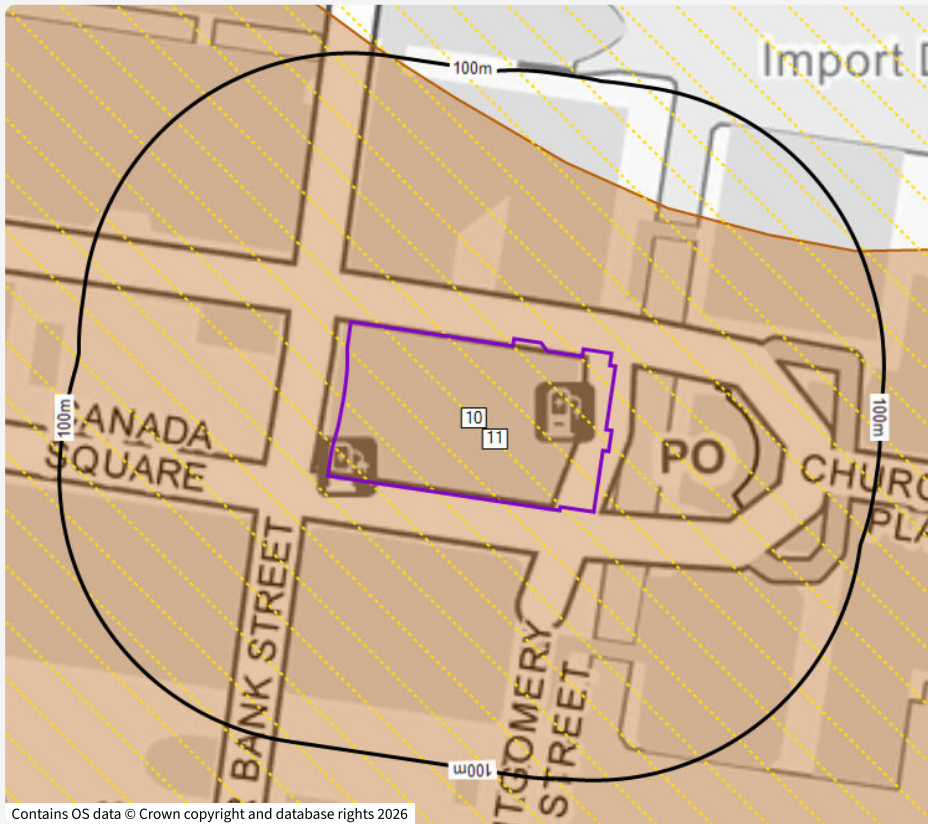 Import D
100m
100m
100m
CANADA
SQUARE
10
11
PO
CHURC
PLA
BANK STREET
TGOMERY
STREET
100m
Contains OS data © Crown copyright and database rights 2026